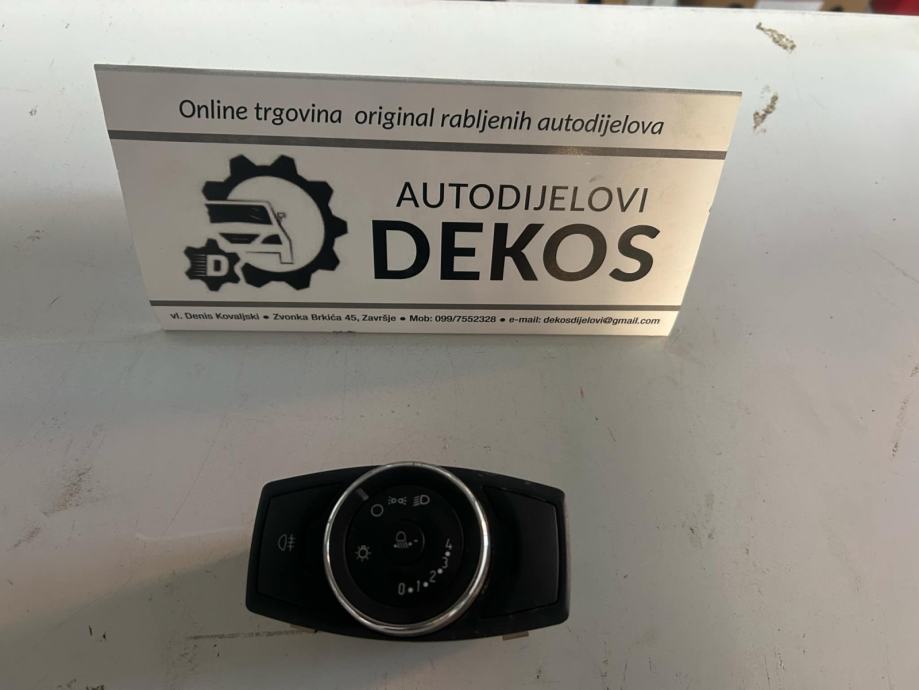 Online trgovina original rabljenih autodijelova
AUTODIJELOVI
DEKOS
D
vl. Denis Kovaljski • Zvonka Brkića 45, Završje • Mob: 099/7552328 • e-mail: dekosdijelovi@gmail.com
0•1•2•3•4